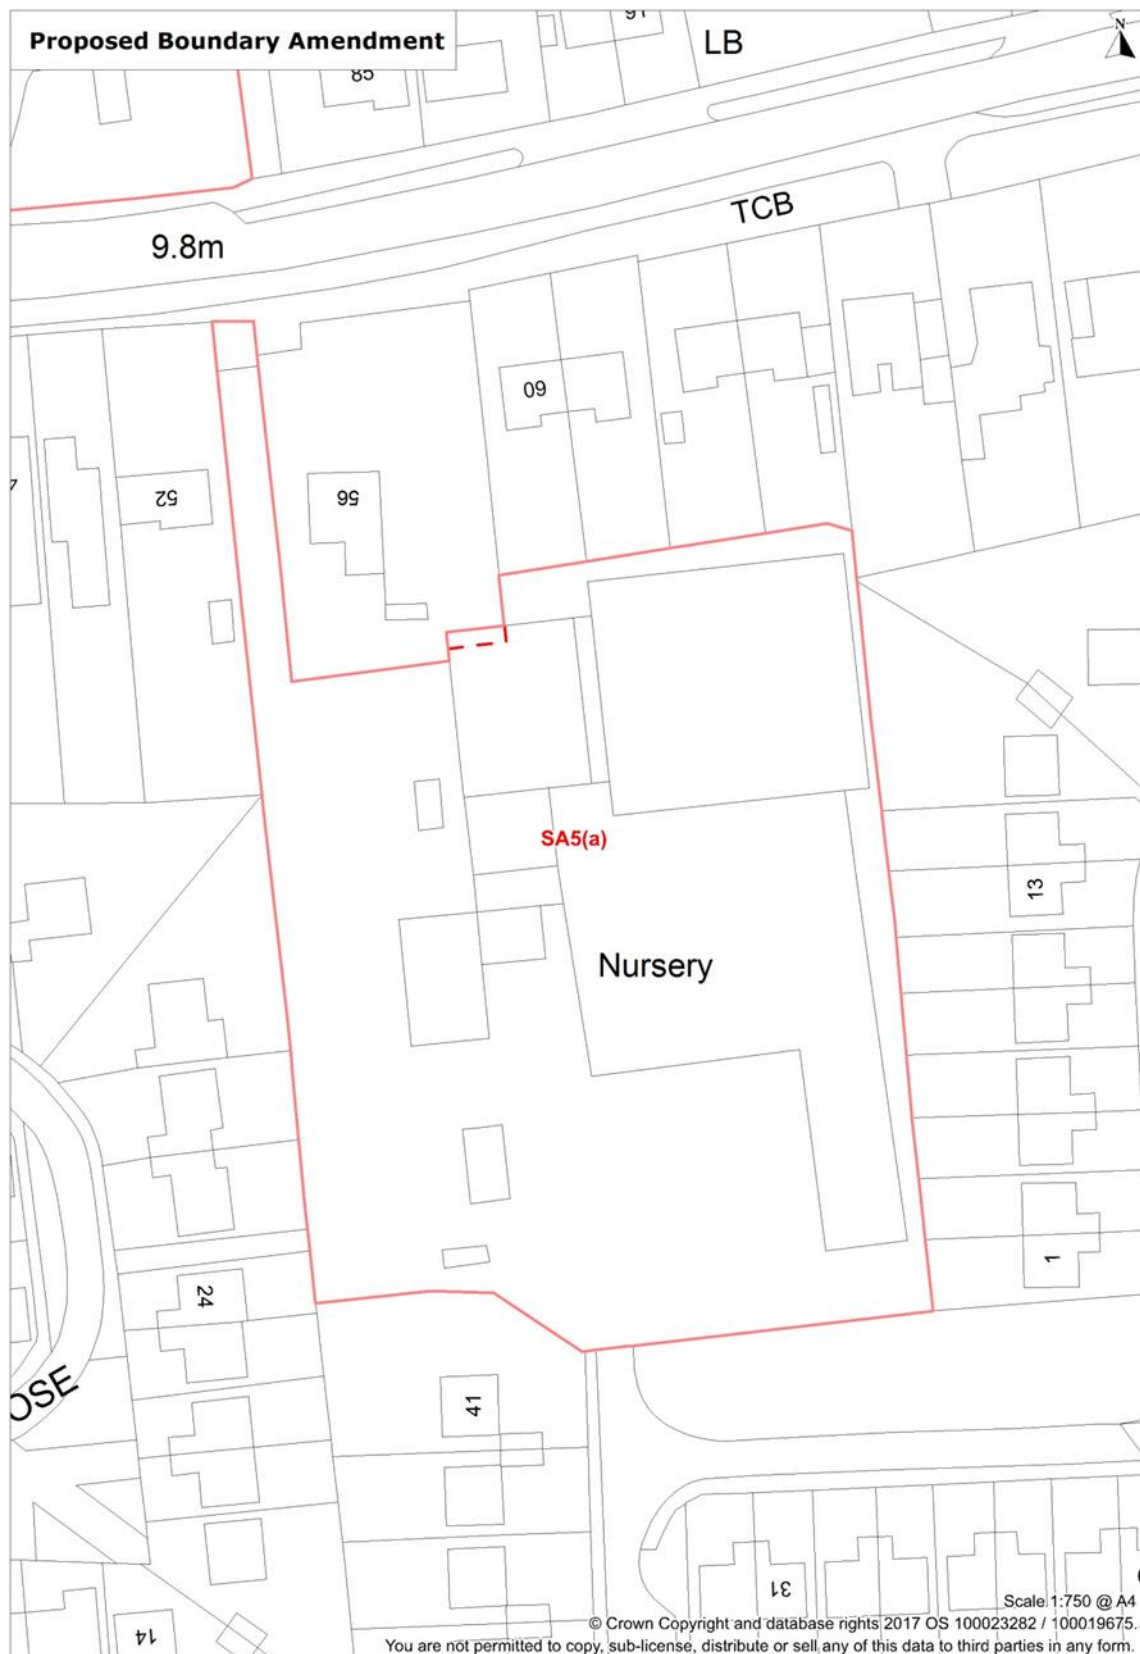 Proposed Boundary Amendment
LB
N
85
TCB
9.8m
60
52
56
SA5(a)
13
Nursery
1
24
OSE
41
31
14
Scale 1:750 @ A4
© Crown Copyright and database rights 2017 OS 100023282 / 100019675.
You are not permitted to copy, sub-license, distribute or sell any of this data to third parties in any form.